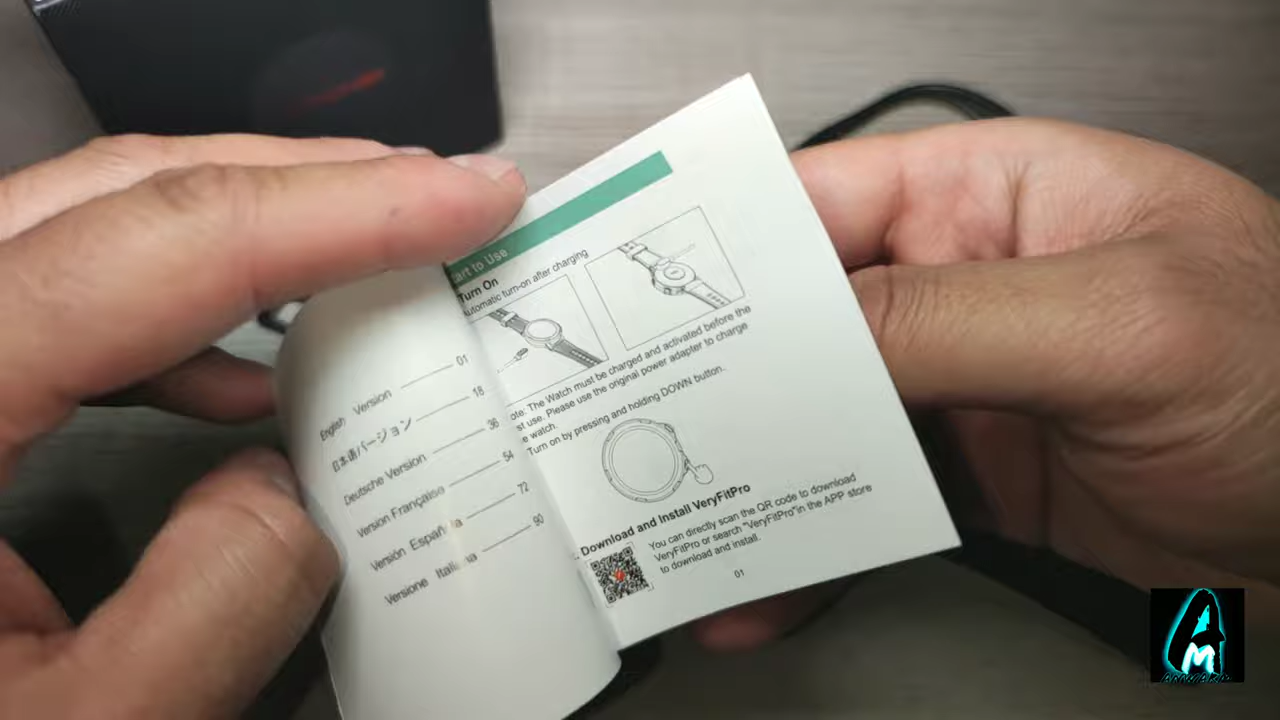 English Version 01
日本語バージョン 18
Deutsche Version 36
Version Française 54
Versión Españ la 72
Versione Itali na 90
art to Use
Turn On
Automatic turn-on after charging
ote: The Watch must be charged and activated before the
st use. Please use the original power adapter to charge
e watch.
Turn on by pressing and holding DOWN button.
Download and Install VeryFitPro
You can directly scan the QR code to download
VeryFitPro or search "VeryFitPro"in the APP store
to download and install.
01